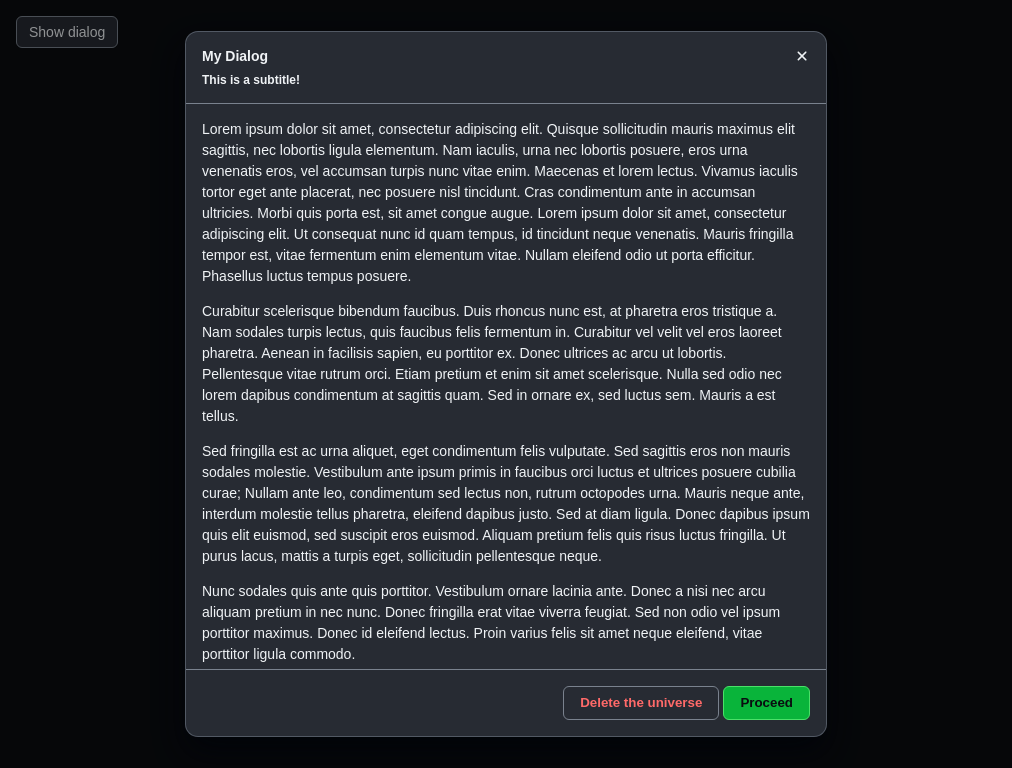 Show dialog
My Dialog
✕
This is a subtitle!
Lorem ipsum dolor sit amet, consectetur adipiscing elit. Quisque sollicitudin mauris maximus elit
sagittis, nec lobortis ligula elementum. Nam iaculis, urna nec lobortis posuere, eros urna
venenatis eros, vel accumsan turpis nunc vitae enim. Maecenas et lorem lectus. Vivamus iaculis
tortor eget ante placerat, nec posuere nisl tincidunt. Cras condimentum ante in accumsan
ultricies. Morbi quis porta est, sit amet congue augue. Lorem ipsum dolor sit amet, consectetur
adipiscing elit. Ut consequat nunc id quam tempus, id tincidunt neque venenatis. Mauris fringilla
tempor est, vitae fermentum enim elementum vitae. Nullam eleifend odio ut porta efficitur.
Phasellus luctus tempus posuere.
Curabitur scelerisque bibendum faucibus. Duis rhoncus nunc est, at pharetra eros tristique a.
Nam sodales turpis lectus, quis faucibus felis fermentum in. Curabitur vel velit vel eros laoreet
pharetra. Aenean in facilisis sapien, eu porttitor ex. Donec ultrices ac arcu ut lobortis.
Pellentesque vitae rutrum orci. Etiam pretium et enim sit amet scelerisque. Nulla sed odio nec
lorem dapibus condimentum at sagittis quam. Sed in ornare ex, sed luctus sem. Mauris a est
tellus.
Sed fringilla est ac urna aliquet, eget condimentum felis vulputate. Sed sagittis eros non mauris
sodales molestie. Vestibulum ante ipsum primis in faucibus orci luctus et ultrices posuere cubilia
curae; Nullam ante leo, condimentum sed lectus non, rutrum octopodes urna. Mauris neque ante,
interdum molestie tellus pharetra, eleifend dapibus justo. Sed at diam ligula. Donec dapibus ipsum
quis elit euismod, sed suscipit eros euismod. Aliquam pretium felis quis risus luctus fringilla. Ut
purus lacus, mattis a turpis eget, sollicitudin pellentesque neque.
Nunc sodales quis ante quis porttitor. Vestibulum ornare lacinia ante. Donec a nisi nec arcu
aliquam pretium in nec nunc. Donec fringilla erat vitae viverra feugiat. Sed non odio vel ipsum
porttitor maximus. Donec id eleifend lectus. Proin varius felis sit amet neque eleifend, vitae
porttitor ligula commodo.
Delete the universe
Proceed